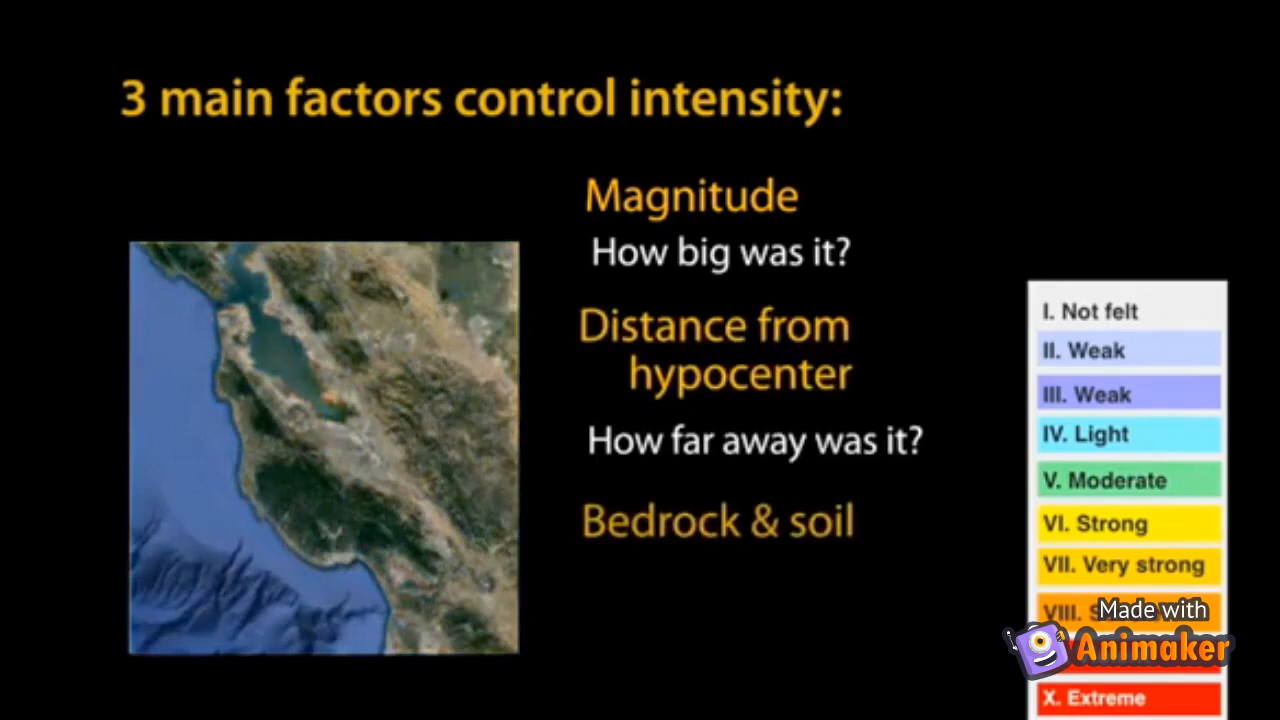 3 main factors control intensity:
Magnitude
How big was it?
Distance from
hypocenter
How far away was it?
Bedrock & soil
I. Not felt
II. Weak
III. Weak
IV. Light
V. Moderate
VI. Strong
VII. Very strong
VIII.
X. Extreme
Made with
Animaker